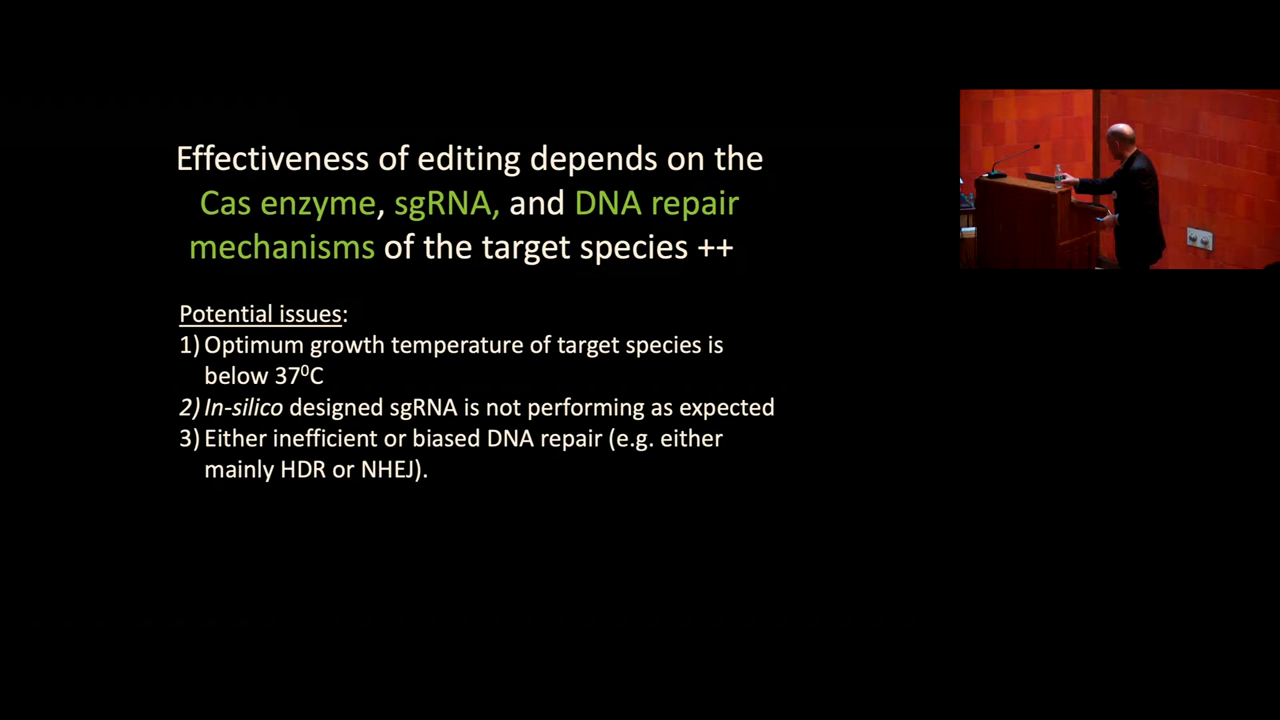 Effectiveness of editing depends on the
Cas enzyme, sgRNA, and DNA repair
mechanisms of the target species ++
Potential issues:
1) Optimum growth temperature of target species is
below 37⁰C
2) In-silico designed sgRNA is not performing as expected
3) Either inefficient or biased DNA repair (e.g. either
mainly HDR or NHEJ).